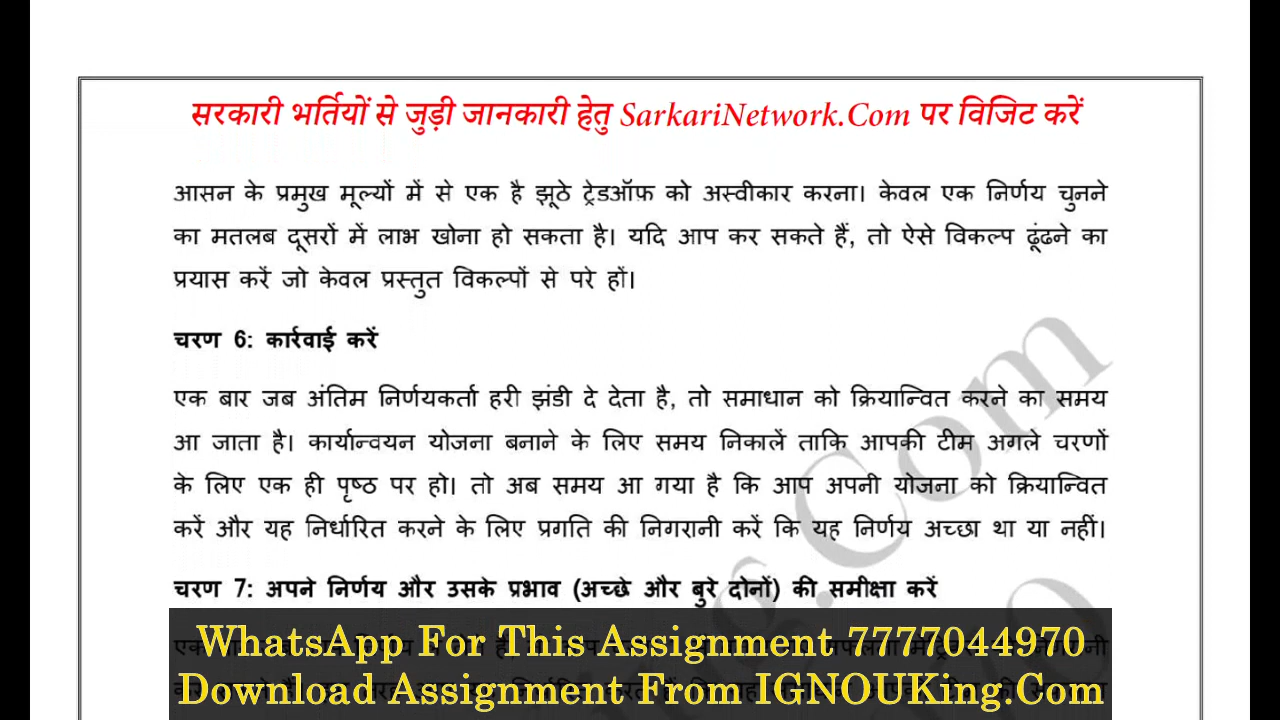 सरकारी भर्तियों से जुड़ी जानकारी हेतु SarkariNetwork.Com पर विजिट करें
आसन के प्रमुख मूल्यों में से एक है झूठे ट्रेडऑफ़ को अस्वीकार करना। केवल एक निर्णय चुनने
का मतलब दूसरों में लाभ खोना हो सकता है। यदि आप कर सकते हैं, तो ऐसे विकल्प ढूंढने का
प्रयास करें जो केवल प्रस्तुत विकल्पों से परे हों।
चरण 6: कार्रवाई करें
एक बार जब अंतिम निर्णयकर्ता हरी झंडी दे देता है, तो समाधान को क्रियान्वित करने का समय
आ जाता है। कार्यान्वयन योजना बनाने के लिए समय निकालें ताकि आपकी टीम अगले चरणों
के लिए एक ही पृष्ठ पर हो। तो अब समय आ गया है कि आप अपनी योजना को क्रियान्वित
करें और यह निर्धारित करने के लिए प्रगति की निगरानी करें कि यह निर्णय अच्छा था या नहीं।
चरण 7: अपने निर्णय और उसके प्रभाव (अच्छे और बुरे दोनों) की समीक्षा करें
WhatsApp For This Assignment 7777044970
Download Assignment From IGNOUKing.Com